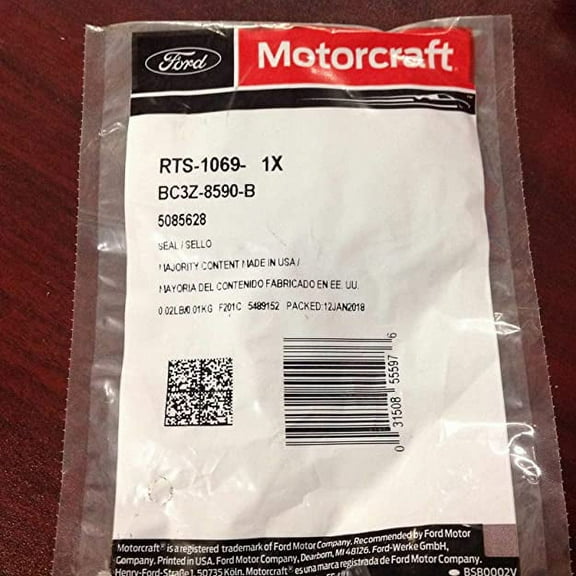 Ford
Motorcraft
RTS-1069- 1X
BC3Z-8590-B
5085628
SEAL / SELLO
MAJORITY CONTENT MADE IN USA /
MAYORIA DEL CONTENIDO FABRICADO EN EE. UU.
0.02LB/0.01KG F201C 5489152 PACKED:12JAN2018
0 31508 55597 6
Motorcraft® is a registered trademark of Ford Motor Company. Recommended by Ford Motor
Company. Printed in USA. Ford Motor Company, Dearborn, MI 48126. Ford-Werke GmbH,
Henry-Ford-Straße 1, 50735 Köln. Motorcraft® es una marca registrada de Ford Motor Co.
BSB0002V